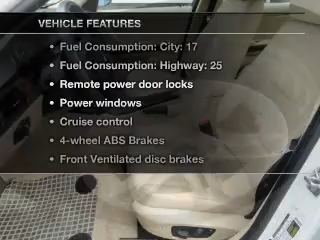 VEHICLE FEATURES
• Fuel Consumption: City: 17
• Fuel Consumption: Highway: 25
• Remote power door locks
• Power windows
• Cruise control
• 4-wheel ABS Brakes
• Front Ventilated disc brakes